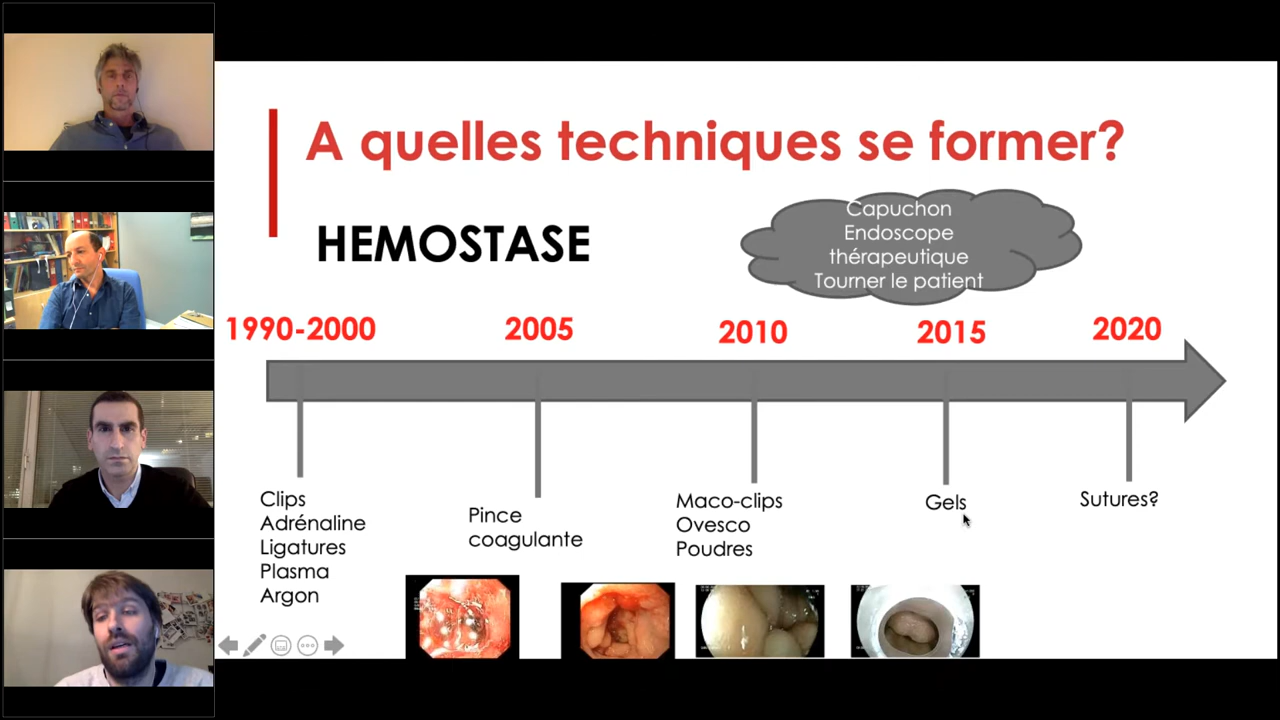 A quelles techniques se former?
HEMOSTASE
Capuchon
Endoscope
thérapeutique
Tourner le patient
1990-2000
2005
2010
2015
2020
Clips
Adrénaline
Ligatures
Plasma
Argon
Pince
coagulante
Maco-clips
Ovesco
Poudres
Gels
Sutures?